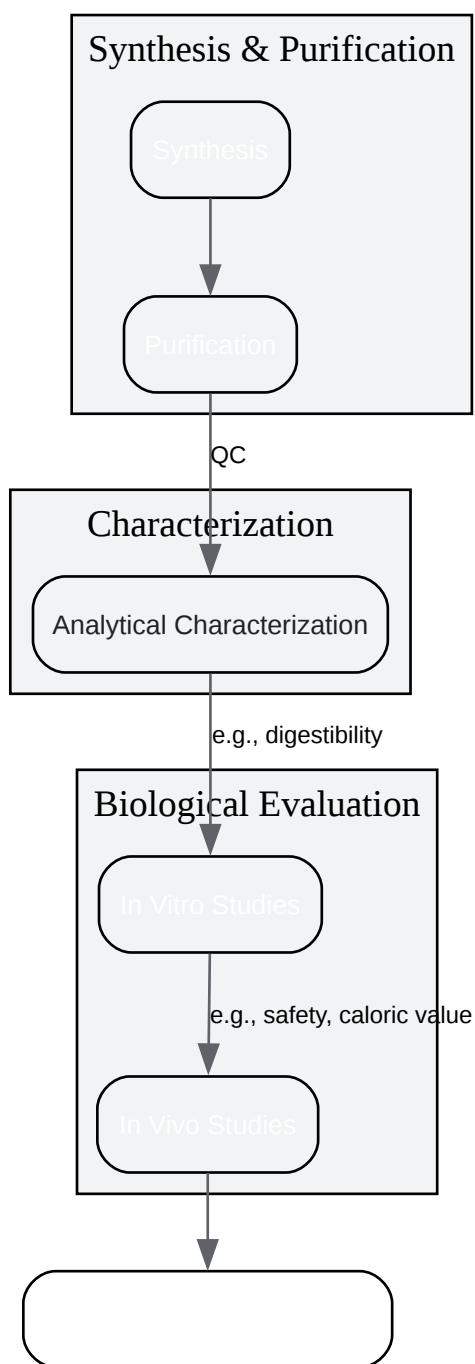 Synthesis & Purification
Synthesis
Purification
QC
Characterization
Analytical Characterization
e.g., digestibility
Biological Evaluation
In Vitro Studies
e.g., safety, caloric value
In Vivo Studies